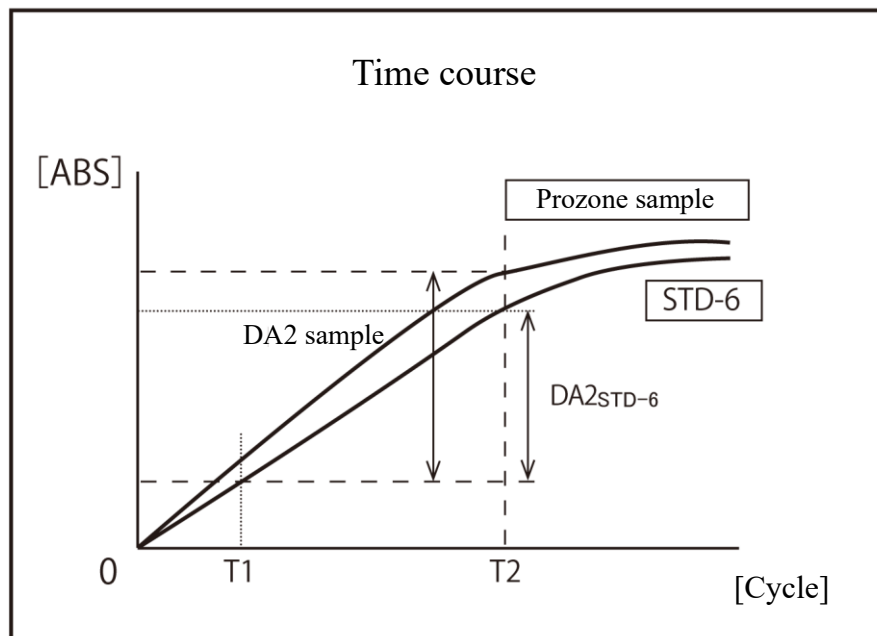 Time course
[ABS]
Prozone sample
STD-6
DA2 sample
DA2STD-6
0
T1
T2
[Cycle]